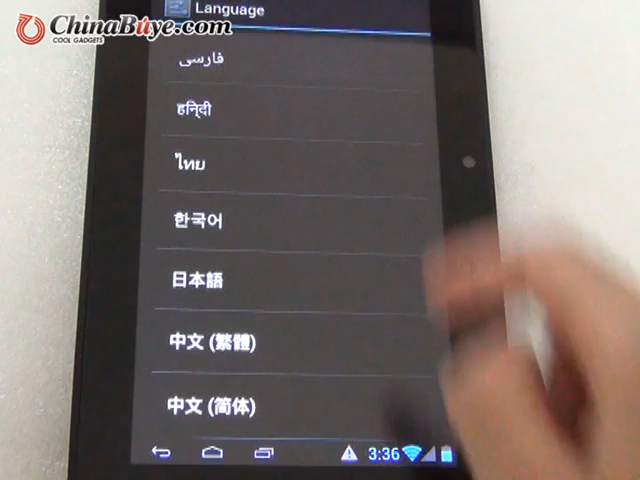 ChinaBuye.com
COOL GADGETS
Language
فارسی
हिन्दी
ไทย
한국어
日本語
中文 (繁體)
中文 (简体)
3:36